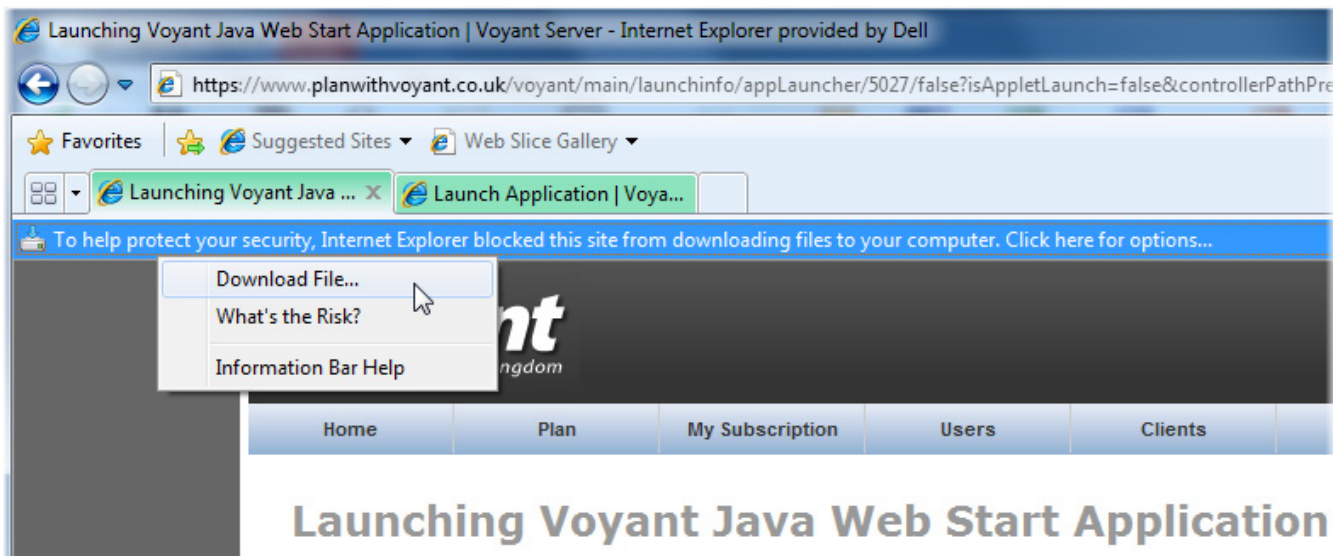 Launching Voyant Java Web Start Application | Voyant Server - Internet Explorer provided by Dell
https://www.planwithvoyant.co.uk/voyant/main/launchinfo/appLauncher/5027/false?isAppletLaunch=false&controllerPathPre
Favorites Suggested Sites Web Slice Gallery
Launching Voyant Java ... X Launch Application | Voya...
To help protect your security, Internet Explorer blocked this site from downloading files to your computer. Click here for options...
Download File...
What's the Risk?
Information Bar Help
nt
ngdom
Home Plan My Subscription Users Clients
Launching Voyant Java Web Start Application